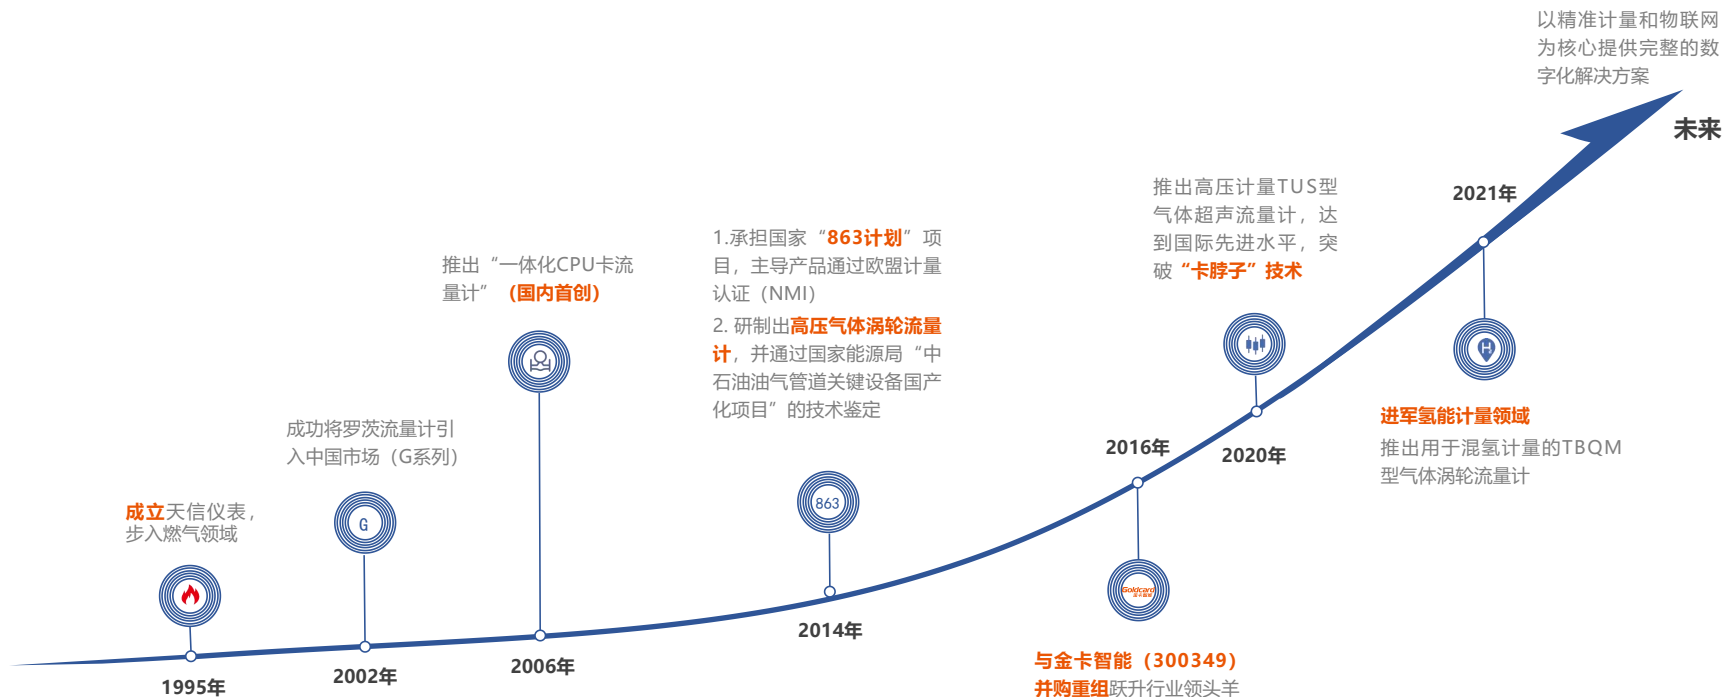 成立天信仪表，
步入燃气领域
1995年
成功将罗茨流量计引
入中国市场（G系列）
G
2002年
推出“一体化CPU卡流
量计”（国内首创）
2006年
1.承担国家“863计划”项
目，主导产品通过欧盟计量
认证（NMI）
2. 研制出高压气体涡轮流量
计，并通过国家能源局“中
石油油气管道关键设备国产
化项目”的技术鉴定
863
2014年
2016年
Goldcard
金卡智能
与金卡智能（300349）
并购重组跃升行业领头羊
推出高压计量TUS型
气体超声流量计，达
到国际先进水平，突
破“卡脖子”技术
2020年
2021年
H
进军氢能计量领域
推出用于混氢计量的TBQM
型气体涡轮流量计
以精准计量和物联网
为核心提供完整的数
字化解决方案
未来